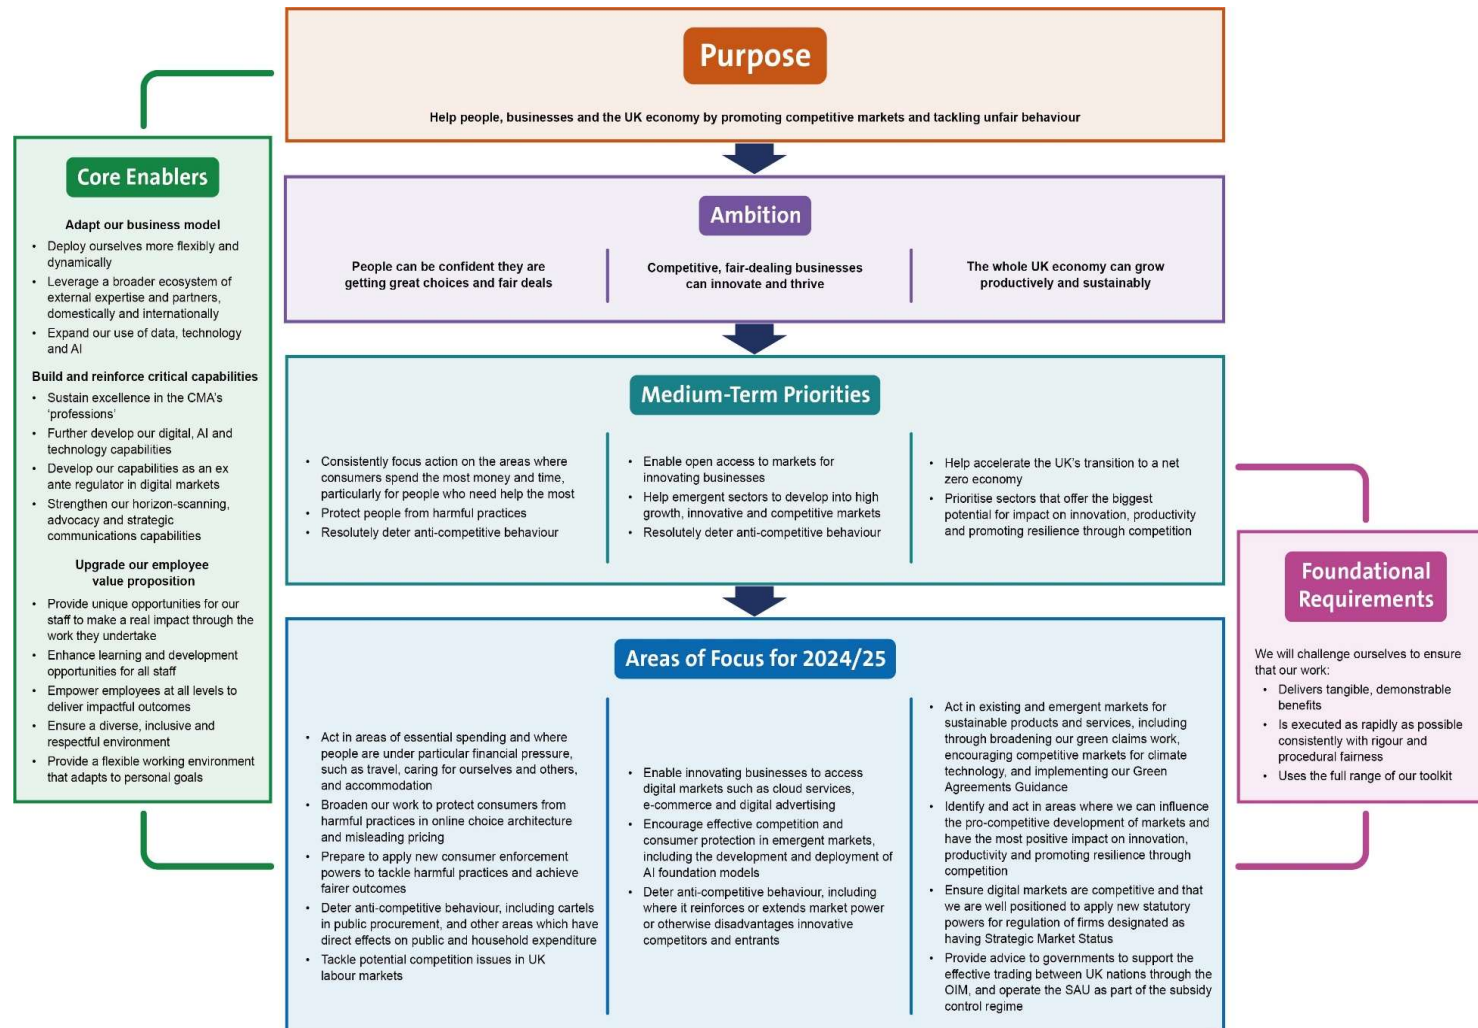 Purpose
Help people, businesses and the UK economy by promoting competitive markets and tackling unfair behaviour
Core Enablers
Adapt our business model
• Deploy ourselves more flexibly and
dynamically
• Leverage a broader ecosystem of
external expertise and partners,
domestically and internationally
• Expand our use of data, technology
and AI
Build and reinforce critical capabilities
• Sustain excellence in the CMA's
'professions'
• Further develop our digital, AI and
technology capabilities
• Develop our capabilities as an ex
ante regulator in digital markets
• Strengthen our horizon-scanning,
advocacy and strategic
communications capabilities
Upgrade our employee
value proposition
• Provide unique opportunities for our
staff to make a real impact through the
work they undertake
• Enhance learning and development
opportunities for all staff
• Empower employees at all levels to
deliver impactful outcomes
• Ensure a diverse, inclusive and
respectful environment
• Provide a flexible working environment
that adapts to personal goals
Ambition
People can be confident they are
getting great choices and fair deals
Competitive, fair-dealing businesses
can innovate and thrive
The whole UK economy can grow
productively and sustainably
Medium-Term Priorities
• Consistently focus action on the areas where
consumers spend the most money and time,
particularly for people who need help the most
• Protect people from harmful practices
• Resolutely deter anti-competitive behaviour
• Enable open access to markets for
innovating businesses
• Help emergent sectors to develop into high
growth, innovative and competitive markets
• Resolutely deter anti-competitive behaviour
• Help accelerate the UK's transition to a net
zero economy
• Prioritise sectors that offer the biggest
potential for impact on innovation, productivity
and promoting resilience through competition
Areas of Focus for 2024/25
• Act in areas of essential spending and where
people are under particular financial pressure,
such as travel, caring for ourselves and others,
and accommodation
• Broaden our work to protect consumers from
harmful practices in online choice architecture
and misleading pricing
• Prepare to apply new consumer enforcement
powers to tackle harmful practices and achieve
fairer outcomes
• Deter anti-competitive behaviour, including cartels
in public procurement, and other areas which have
direct effects on public and household expenditure
• Tackle potential competition issues in UK
labour markets
• Enable innovating businesses to access
digital markets such as cloud services,
e-commerce and digital advertising
• Encourage effective competition and
consumer protection in emergent markets,
including the development and deployment of
AI foundation models
• Deter anti-competitive behaviour, including
where it reinforces or extends market power
or otherwise disadvantages innovative
competitors and entrants
• Act in existing and emergent markets for
sustainable products and services, including
through broadening our green claims work,
encouraging competitive markets for climate
technology, and implementing our Green
Agreements Guidance
• Identify and act in areas where we can influence
the pro-competitive development of markets and
have the most positive impact on innovation,
productivity and promoting resilience through
competition
• Ensure digital markets are competitive and that
we are well positioned to apply new statutory
powers for regulation of firms designated as
having Strategic Market Status
• Provide advice to governments to support the
effective trading between UK nations through the
OIM, and operate the SAU as part of the subsidy
control regime
Foundational
Requirements
We will challenge ourselves to ensure
that our work:
• Delivers tangible, demonstrable
benefits
• Is executed as rapidly as possible
consistently with rigour and
procedural fairness
• Uses the full range of our toolkit